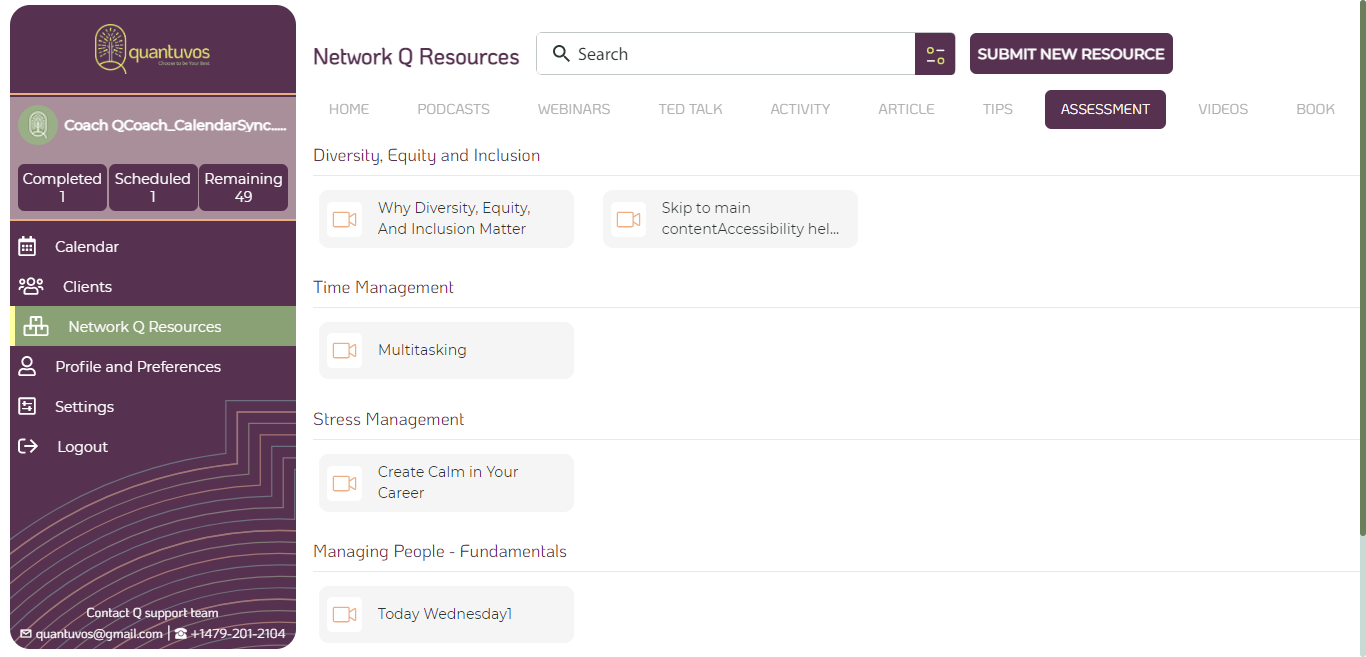 quantuvos
Choose to be Your Best
Coach QCoach_CalendarSync.....
Completed
1
Scheduled
1
Remaining
49
Calendar
Clients
Network Q Resources
Profile and Preferences
Settings
Logout
Contact Q support team
quantuvos@gmail.com | +1479-201-2104
Network Q Resources
Search
SUBMIT NEW RESOURCE
HOME PODCASTS WEBINARS TED TALK ACTIVITY ARTICLE TIPS ASSESSMENT VIDEOS BOOK
Diversity, Equity and Inclusion
Why Diversity, Equity,
And Inclusion Matter
Skip to main
contentAccessibility hel...
Time Management
Multitasking
Stress Management
Create Calm in Your
Career
Managing People - Fundamentals
Today Wednesday1